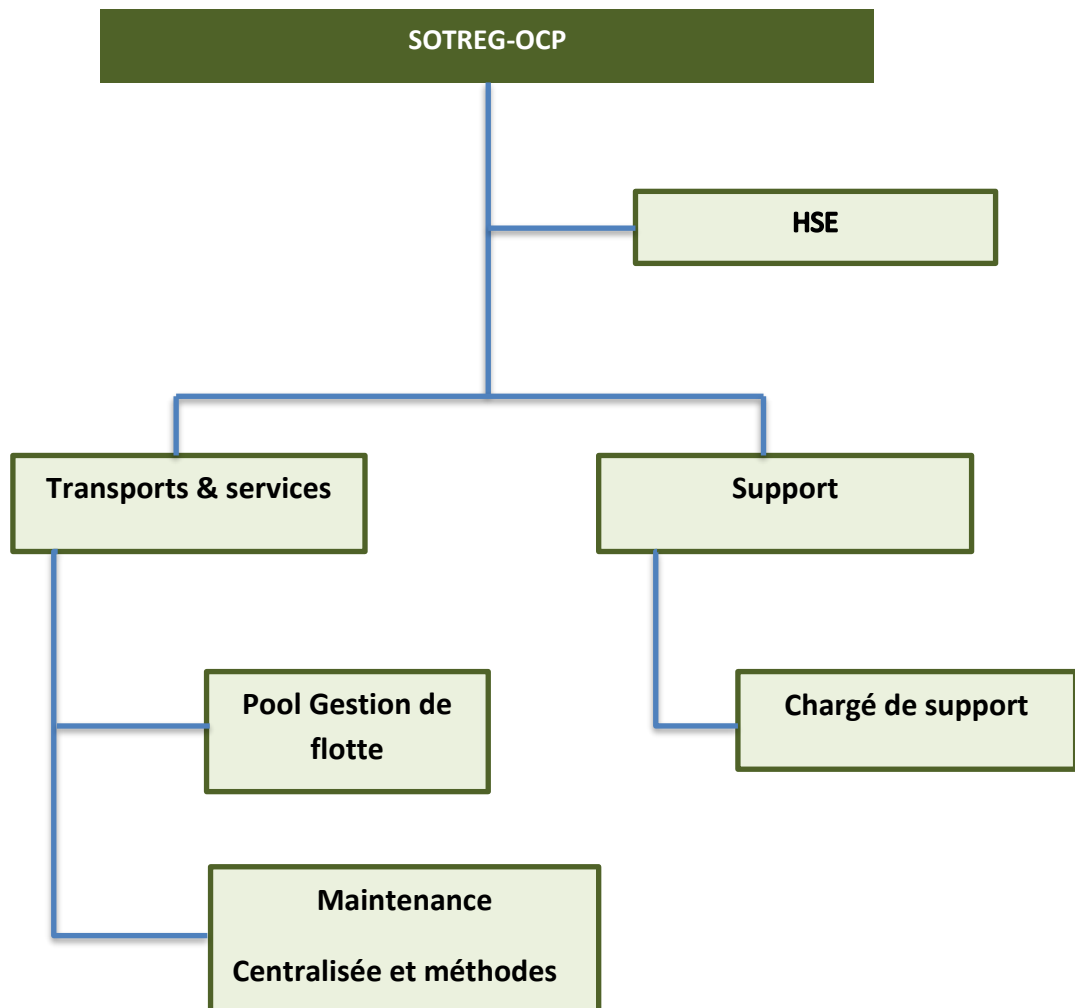 SOTREG-OCP
HSE
Transports & services
Support
Pool Gestion de
flotte
Chargé de support
Maintenance
Centralisée et méthodes